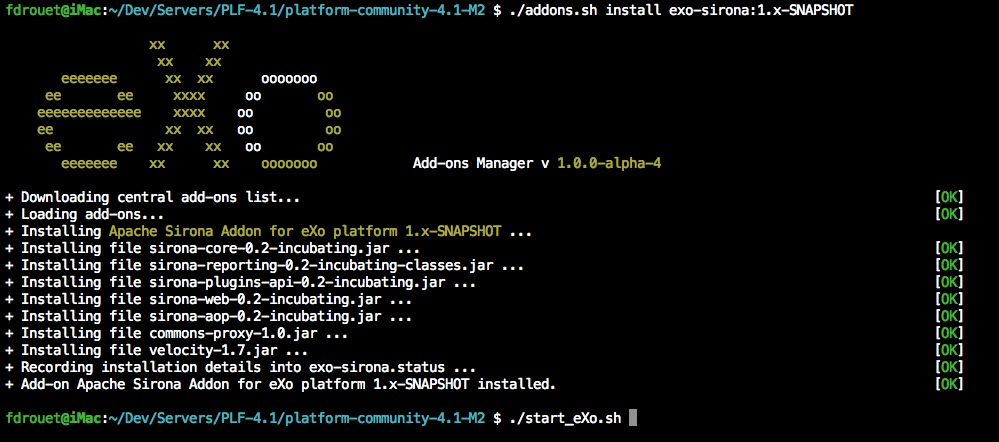 fdrouet@iMac:~/Dev/Servers/PLF-4.1/platform-community-4.1-M2 $ ./addons.sh install exo-sirona:1.x-SNAPSHOT
xx xx
xx xx
eeeeeee xx xx ooooooo
ee ee xxxx oo oo
eeeeeeeeeeeee xxxx oo oo
ee xx xx oo oo
ee ee xx xx oo oo
eeeeeee xx xx ooooooo Add-ons Manager v 1.0.0-alpha-4
+ Downloading central add-ons list... [OK]
+ Loading add-ons... [OK]
+ Installing Apache Sirona Addon for eXo platform 1.x-SNAPSHOT ...
+ Installing file sirona-core-0.2-incubating.jar ... [OK]
+ Installing file sirona-reporting-0.2-incubating-classes.jar ... [OK]
+ Installing file sirona-plugins-api-0.2-incubating.jar ... [OK]
+ Installing file sirona-web-0.2-incubating.jar ... [OK]
+ Installing file sirona-aop-0.2-incubating.jar ... [OK]
+ Installing file commons-proxy-1.0.jar ... [OK]
+ Installing file velocity-1.7.jar ... [OK]
+ Recording installation details into exo-sirona.status ... [OK]
+ Add-on Apache Sirona Addon for eXo platform 1.x-SNAPSHOT installed. [OK]
fdrouet@iMac:~/Dev/Servers/PLF-4.1/platform-community-4.1-M2 $ ./start_eXo.sh